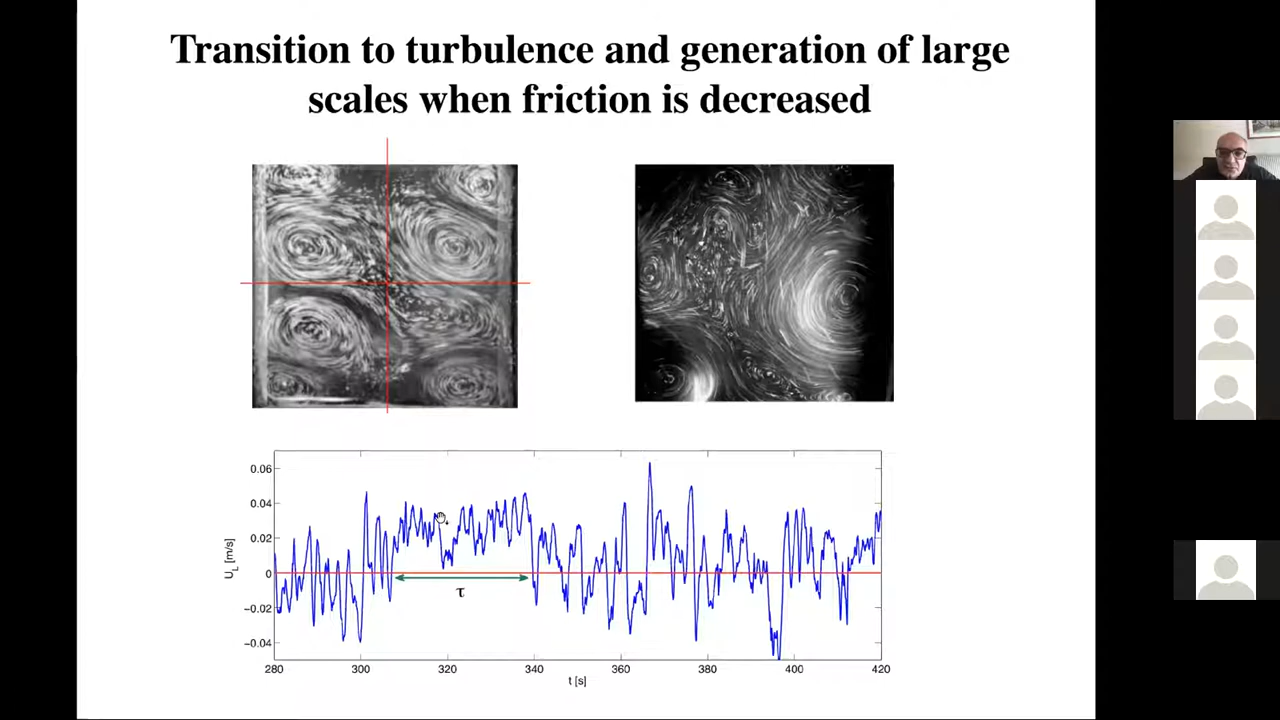 Transition to turbulence and generation of large
scales when friction is decreased
0.06
0.04
0.02
0
−0.02
−0.04
U_L [m/s]
τ
280 300 320 340 360 380 400 420
t [s]